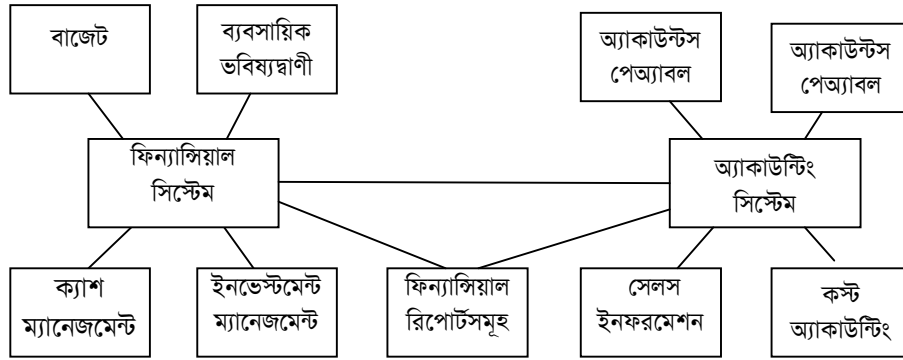 বাজেট
ব্যবসায়িক
ভবিষ্যদ্বাণী
অ্যাকাউন্টস
পেঅ্যাবল
অ্যাকাউন্টস
পেঅ্যাবল
ফিন্যান্সিয়াল
সিস্টেম
অ্যাকাউন্টিং
সিস্টেম
ক্যাশ
ম্যানেজমেন্ট
ইনভেস্টমেন্ট
ম্যানেজমেন্ট
ফিন্যান্সিয়াল
রিপোর্টসমূহ
সেলস
ইনফরমেশন
কস্ট
অ্যাকাউন্টিং